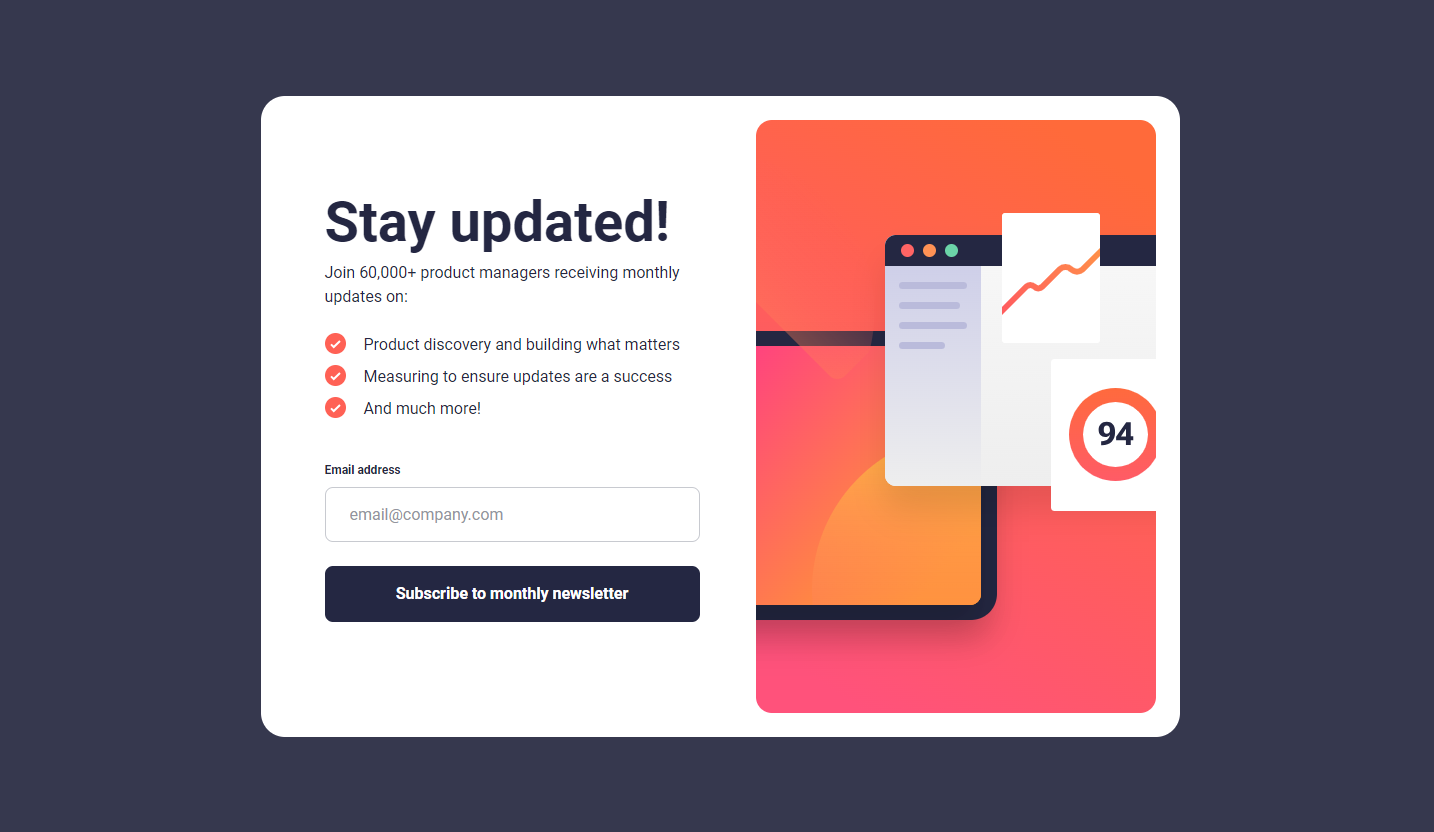 Stay updated!
Join 60,000+ product managers receiving monthly
updates on:
Product discovery and building what matters
Measuring to ensure updates are a success
And much more!
Email address
email@company.com
Subscribe to monthly newsletter
94